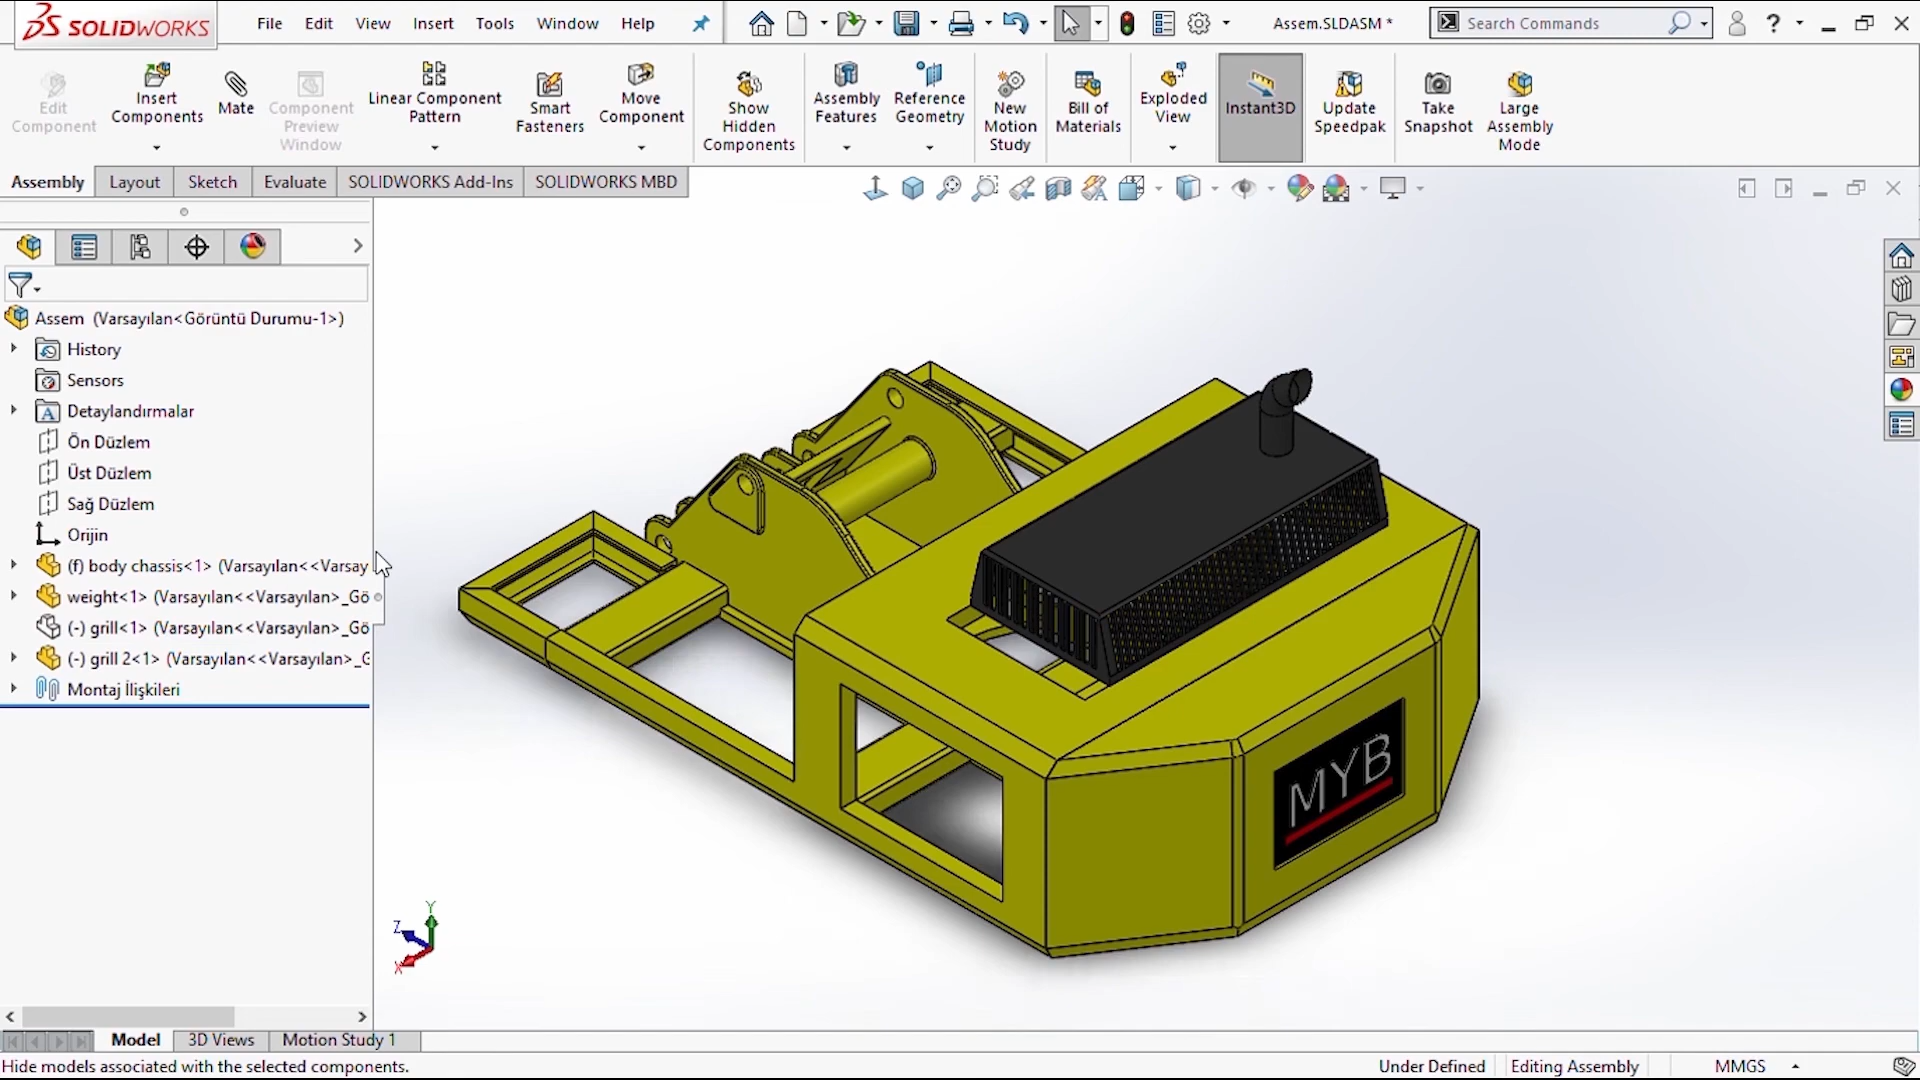 SOLIDWORKS
File Edit View Insert Tools Window Help
Assem.SLDASM *
Search Commands
Edit Component
Insert Components
Mate
Component Preview Window
Linear Component Pattern
Smart Fasteners
Move Component
Show Hidden Components
Assembly Features
Reference Geometry
New Motion Study
Bill of Materials
Exploded View
Instant3D
Update Speedpak
Take Snapshot
Large Assembly Mode
Assembly Layout Sketch Evaluate SOLIDWORKS Add-Ins SOLIDWORKS MBD
Assem (Varsayılan<Görüntü Durumu-1>)
History
Sensors
Detaylandırmalar
Ön Düzlem
Üst Düzlem
Sağ Düzlem
Orijin
(f) body chassis<1> (Varsayılan<<Varsay
weight<1> (Varsayılan<<Varsayılan>_Gö
(-) grill<1> (Varsayılan<<Varsayılan>_Gö
(-) grill 2<1> (Varsayılan<<Varsayılan>_G
Montaj İlişkileri
MYB
Y
Z
X
Model 3D Views Motion Study 1
Hide models associated with the selected components.
Under Defined Editing Assembly MMGS